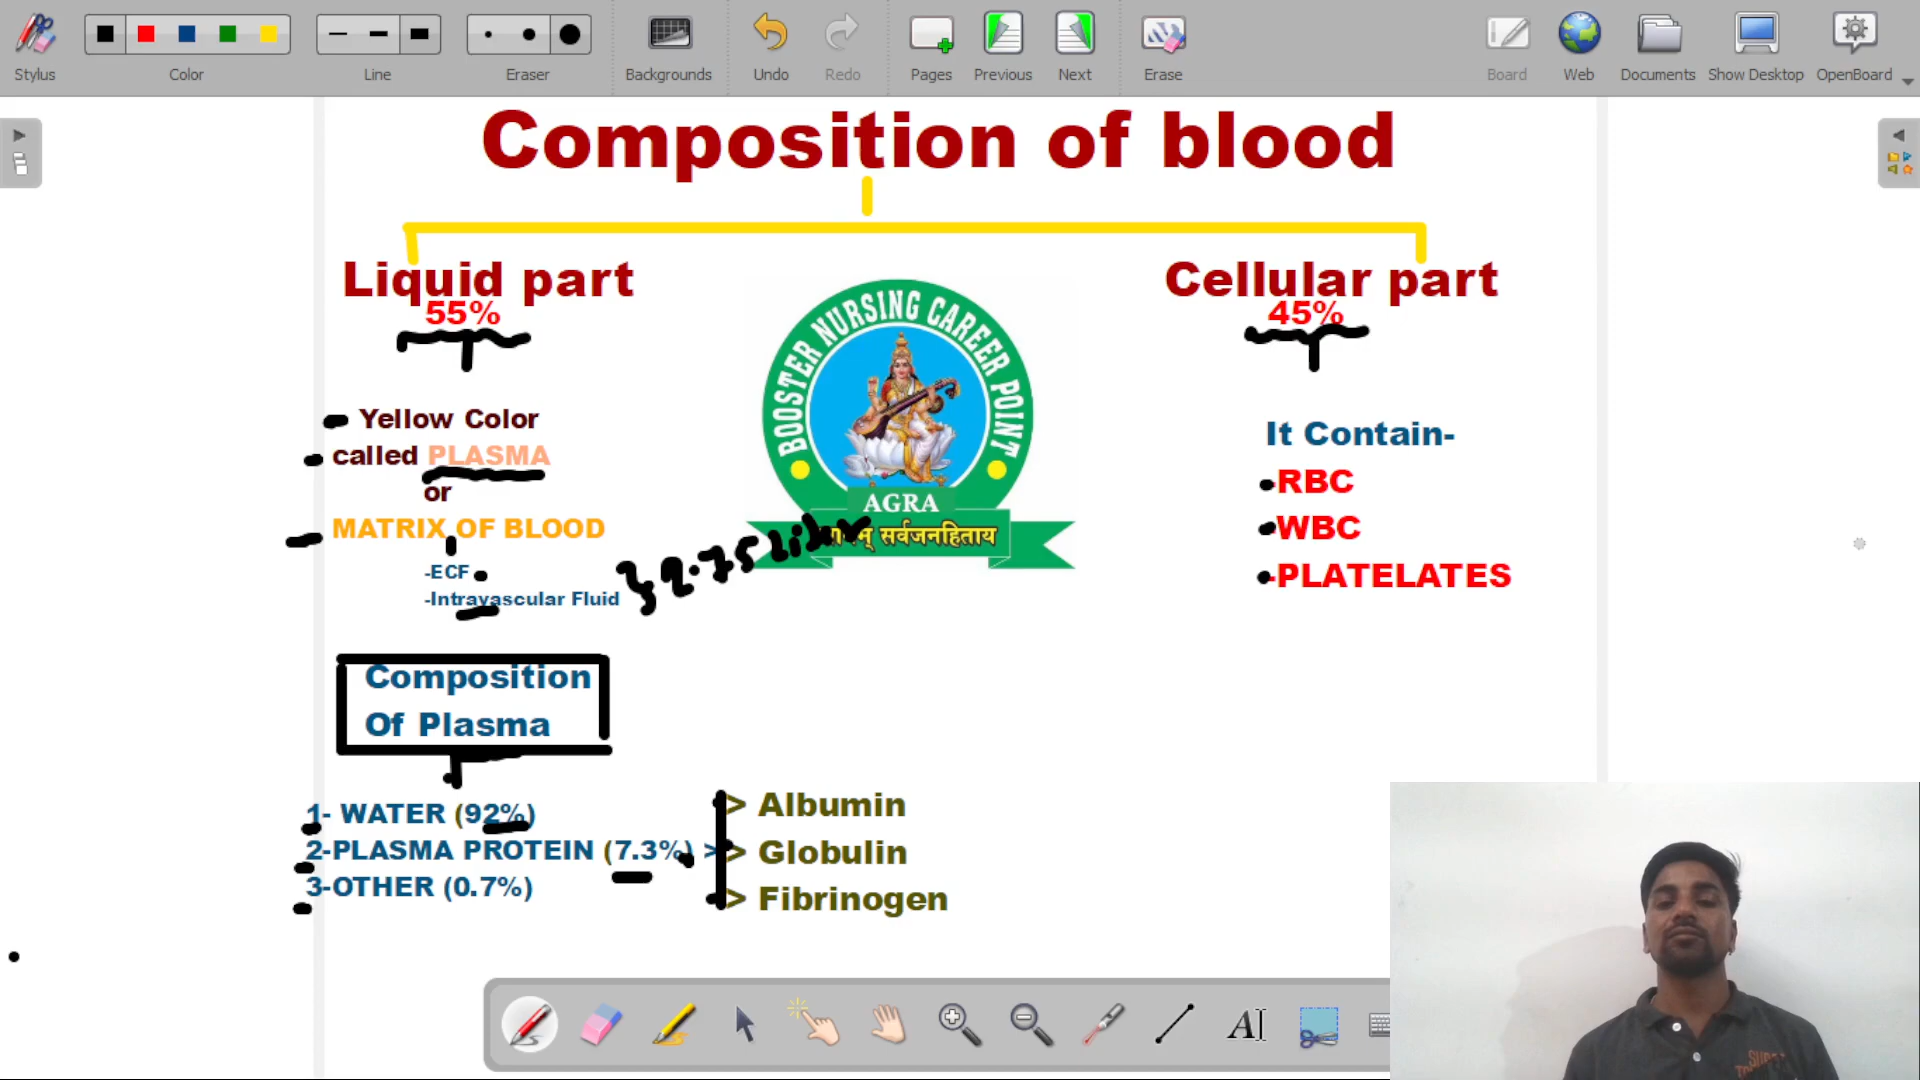 Stylus
Color
Line
Eraser
Backgrounds
Undo
Redo
Pages
Previous
Next
Erase
Board
Web
Documents
Show Desktop
OpenBoard
Composition of blood
Liquid part
55%
Cellular part
45%
BOOSTER NURSING CAREER POINT
AGRA
सर्वजनहिताय
Yellow Color
called PLASMA
or
MATRIX OF BLOOD
-ECF
-Intravascular Fluid
} 2.75 liter
It Contain-
-RBC
-WBC
-PLATELATES
Composition
Of Plasma
1- WATER (92%)
2-PLASMA PROTEIN (7.3%) >
3-OTHER (0.7%)
> Albumin
> Globulin
> Fibrinogen